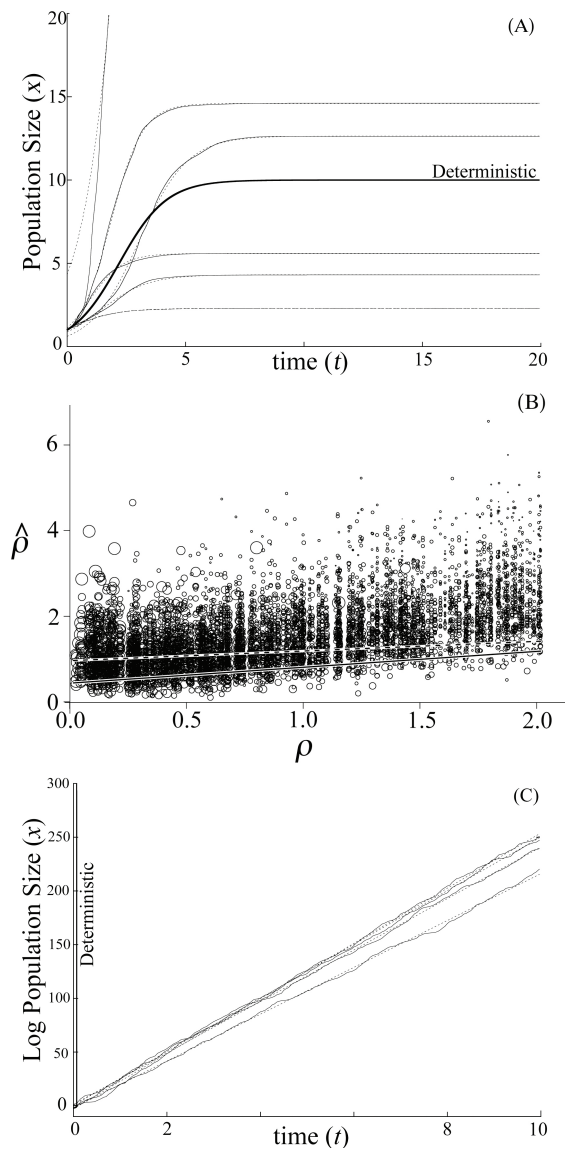 (A)
20
15
10
5
0
Population Size (x)
Deterministic
0 5 15 20
time (t)
(B)
6
4
2
0
ρ̂
0.0 0.5 1.0 1.5 2.0
ρ
(C)
300
250
200
150
100
50
0
Log Population Size (x)
Deterministic
0 2 6 8 10
time (t)